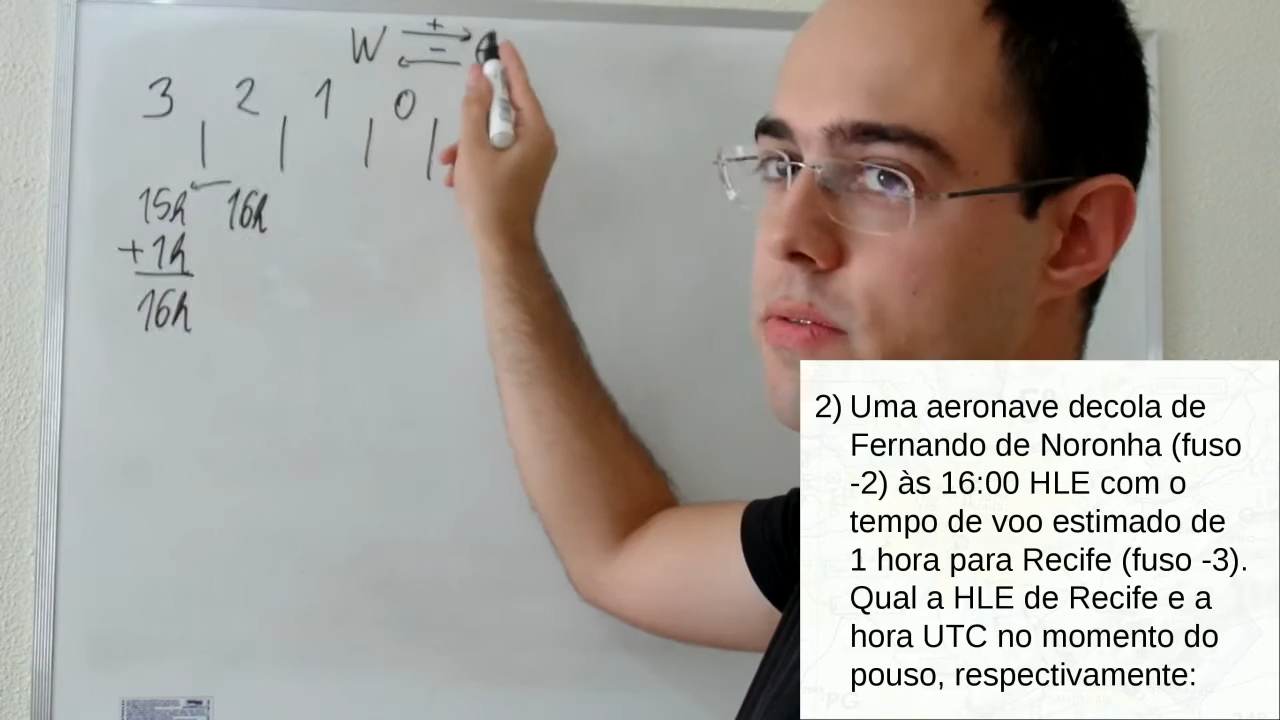 W + -
3 2 1 0
15h 16h
+1h
16h
2) Uma aeronave decola de
Fernando de Noronha (fuso
-2) às 16:00 HLE com o
tempo de voo estimado de
1 hora para Recife (fuso -3).
Qual a HLE de Recife e a
hora UTC no momento do
pouso, respectivamente: